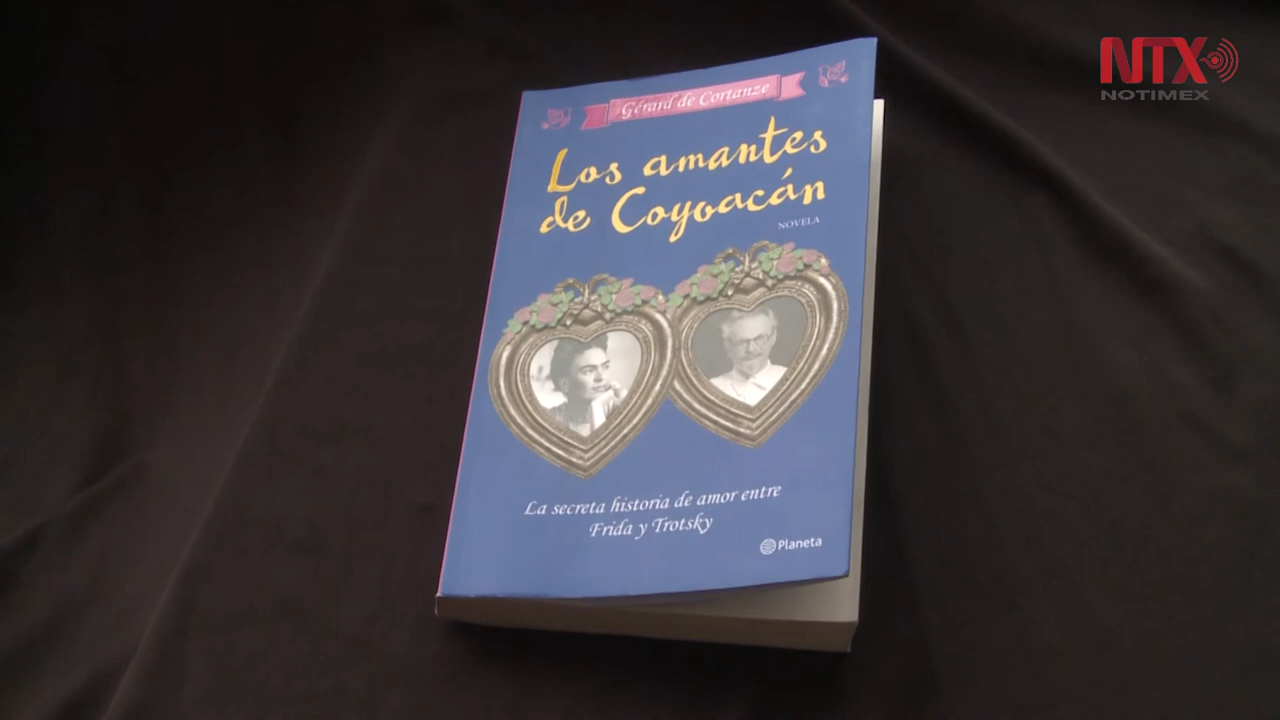 NTX
NOTIMEX
Gérard de Cortanze
Los amantes
de Coyoacán
NOVELA
La secreta historia de amor entre
Frida y Trotsky
Planeta